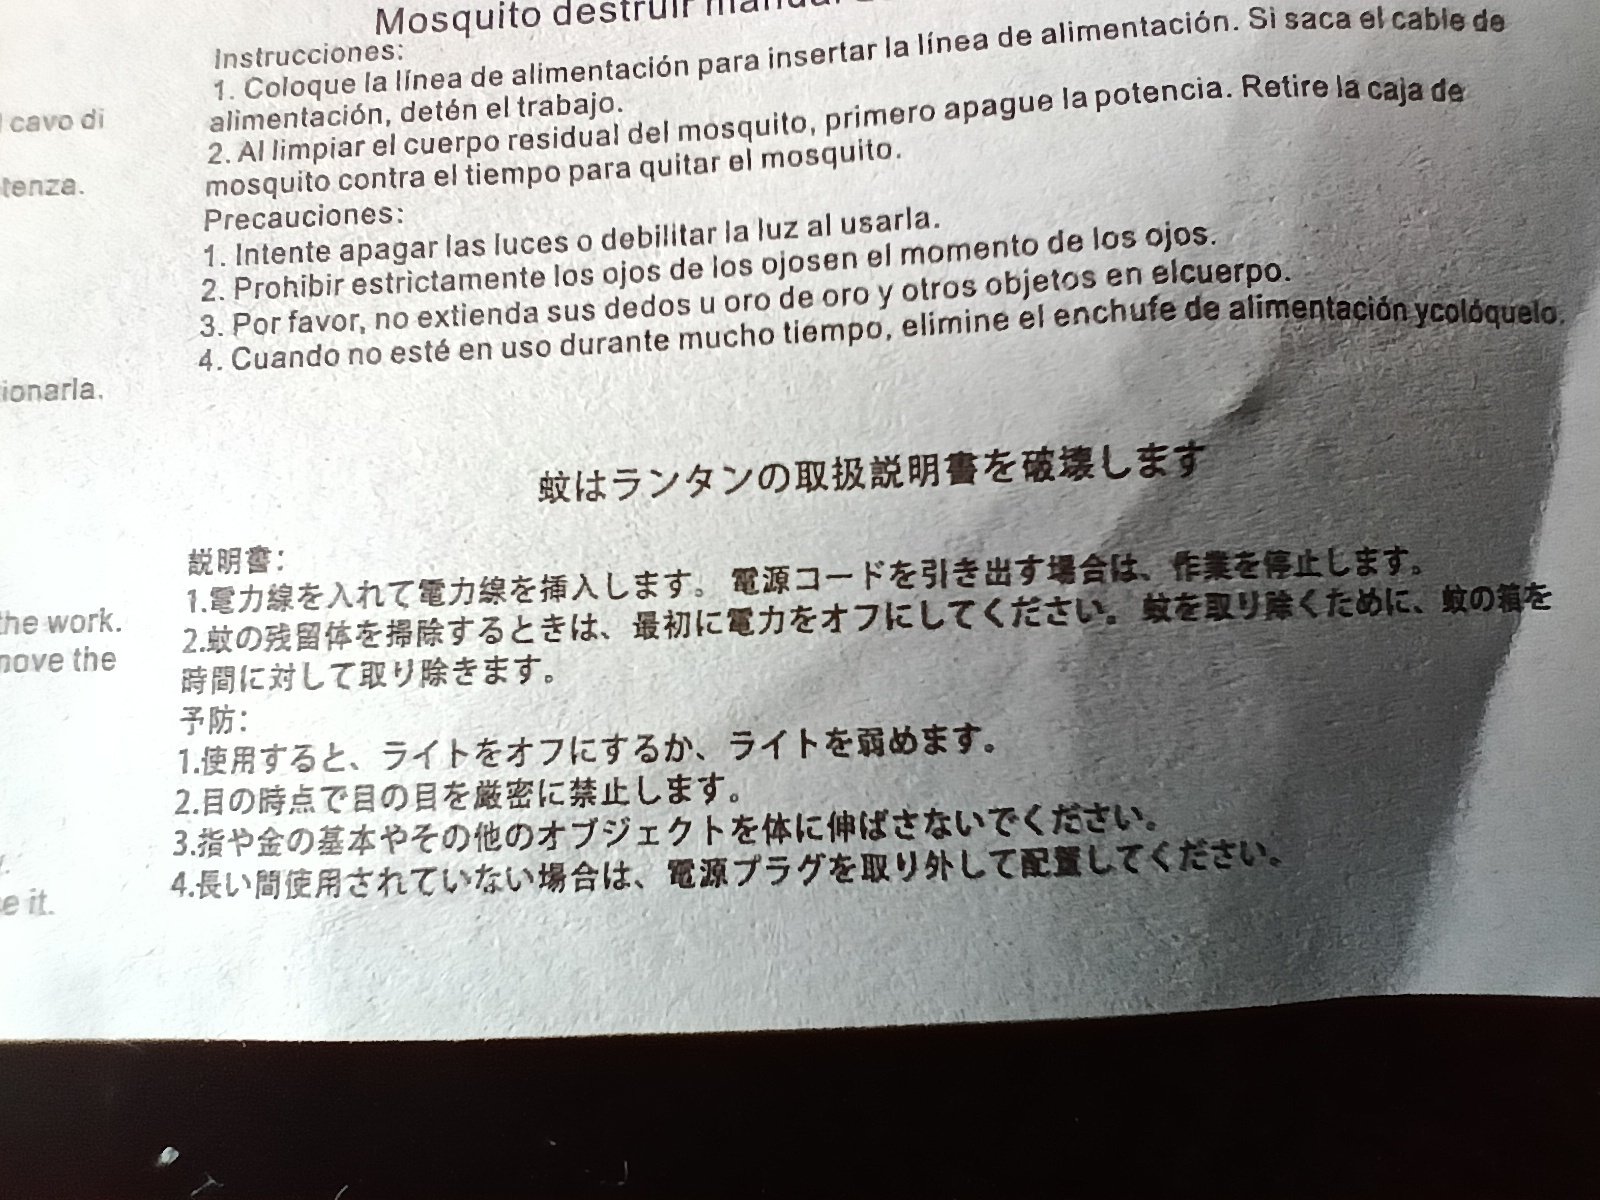 Mosquito destruir manual
Instrucciones:
1. Coloque la línea de alimentación para insertar la línea de alimentación. Si saca el cable de
alimentación, detén el trabajo.
2. Al limpiar el cuerpo residual del mosquito, primero apague la potencia. Retire la caja de
mosquito contra el tiempo para quitar el mosquito.
Precauciones:
1. Intente apagar las luces o debilitar la luz al usarla.
2. Prohibir estrictamente los ojos de los ojosen el momento de los ojos.
3. Por favor, no extienda sus dedos u oro de oro y otros objetos en elcuerpo.
4. Cuando no esté en uso durante mucho tiempo, elimine el enchufe de alimentación ycolóquelo.
cavo di
tenza.
ionarla.
the work.
move the
e it.
蚊はランタンの取扱説明書を破壊します
説明書：
1.電力線を入れて電力線を挿入します。電源コードを引き出す場合は、作業を停止します。
2.蚊の残留体を掃除するときは、最初に電力をオフにしてください。蚊を取り除くために、蚊の箱を
時間に対して取り除きます。
予防：
1.使用すると、ライトをオフにするか、ライトを弱めます。
2.目の時点で目の目を厳密に禁止します。
3.指や金の基本やその他のオブジェクトを体に伸ばさないでください。
4.長い間使用されていない場合は、電源プラグを取り外して配置してください。